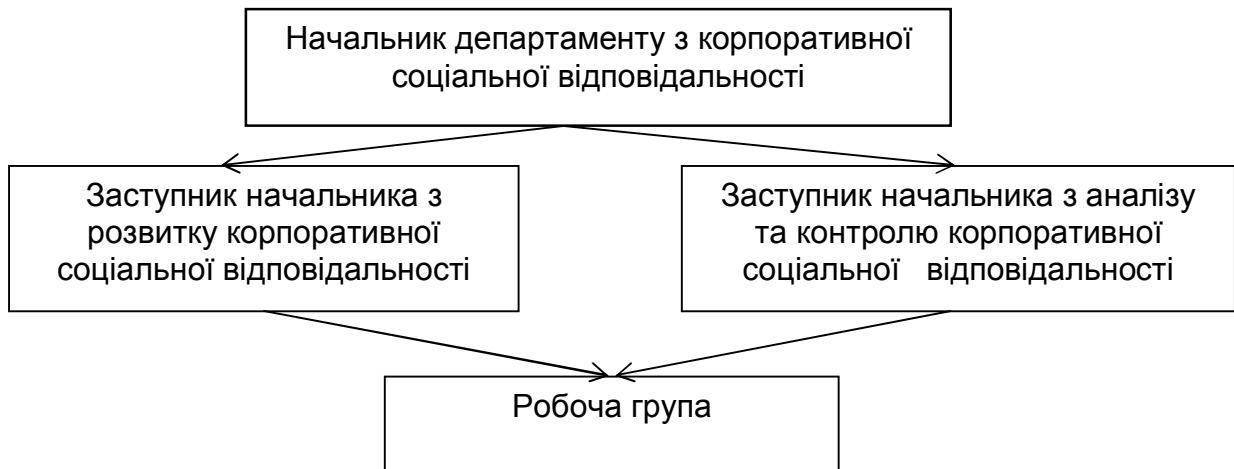 Начальник департаменту з корпоративної
соціальної відповідальності
Заступник начальника з
розвитку корпоративної
соціальної відповідальності
Заступник начальника з аналізу
та контролю корпоративної
соціальної відповідальності
Робоча група